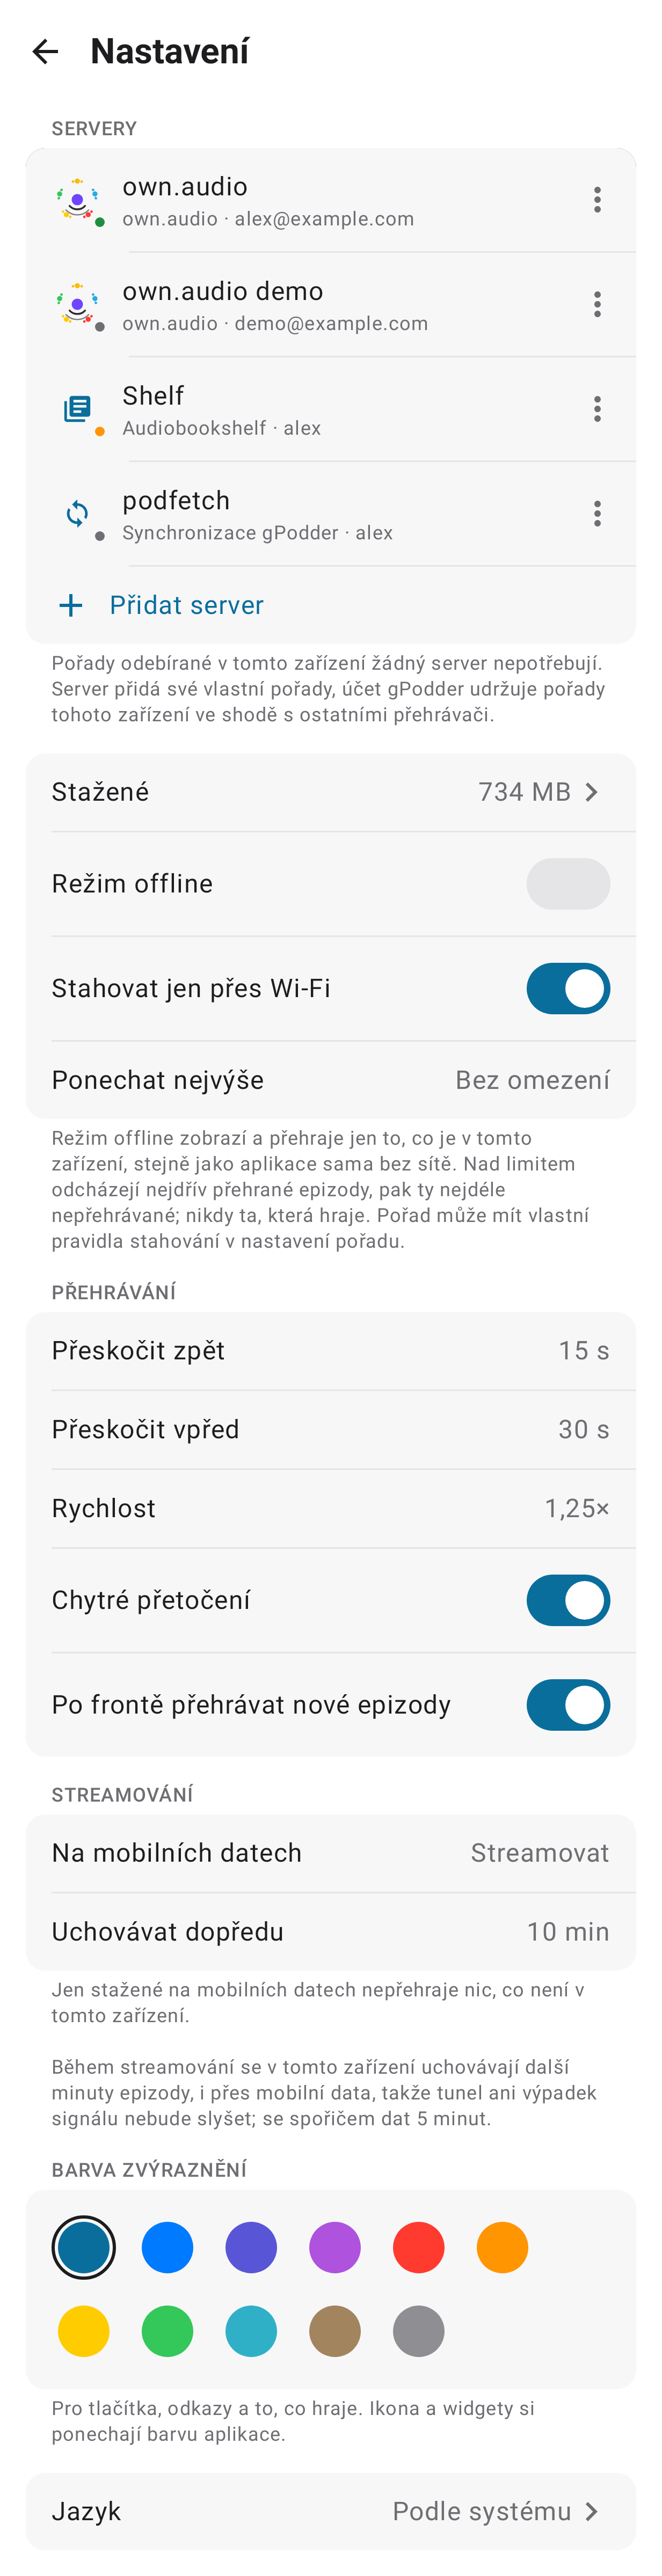 Nastavení
SERVERY
own.audio
own.audio · alex@example.com
own.audio demo
own.audio · demo@example.com
Shelf
Audiobookshelf · alex
podfetch
Synchronizace gPodder · alex
Přidat server
Pořady odebírané v tomto zařízení žádný server nepotřebují.
Server přidá své vlastní pořady, účet gPodder udržuje pořady
tohoto zařízení ve shodě s ostatními přehrávači.
Stažené 734 MB
Režim offline
Stahovat jen přes Wi-Fi
Ponechat nejvýše Bez omezení
Režim offline zobrazí a přehraje jen to, co je v tomto
zařízení, stejně jako aplikace sama bez sítě. Nad limitem
odcházejí nejdřív přehrané epizody, pak ty nejdéle
nepřehrávané; nikdy ta, která hraje. Pořad může mít vlastní
pravidla stahování v nastavení pořadu.
PŘEHRÁVÁNÍ
Přeskočit zpět 15 s
Přeskočit vpřed 30 s
Rychlost 1,25×
Chytré přetočení
Po frontě přehrávat nové epizody
STREAMOVÁNÍ
Na mobilních datech Streamovat
Uchovávat dopředu 10 min
Jen stažené na mobilních datech nepřehraje nic, co není v
tomto zařízení.
Během streamování se v tomto zařízení uchovávají další
minuty epizody, i přes mobilní data, takže tunel ani výpadek
signálu nebude slyšet; se spořičem dat 5 minut.
BARVA ZVÝRAZNĚNÍ
Pro tlačítka, odkazy a to, co hraje. Ikona a widgety si
ponechají barvu aplikace.
Jazyk Podle systému